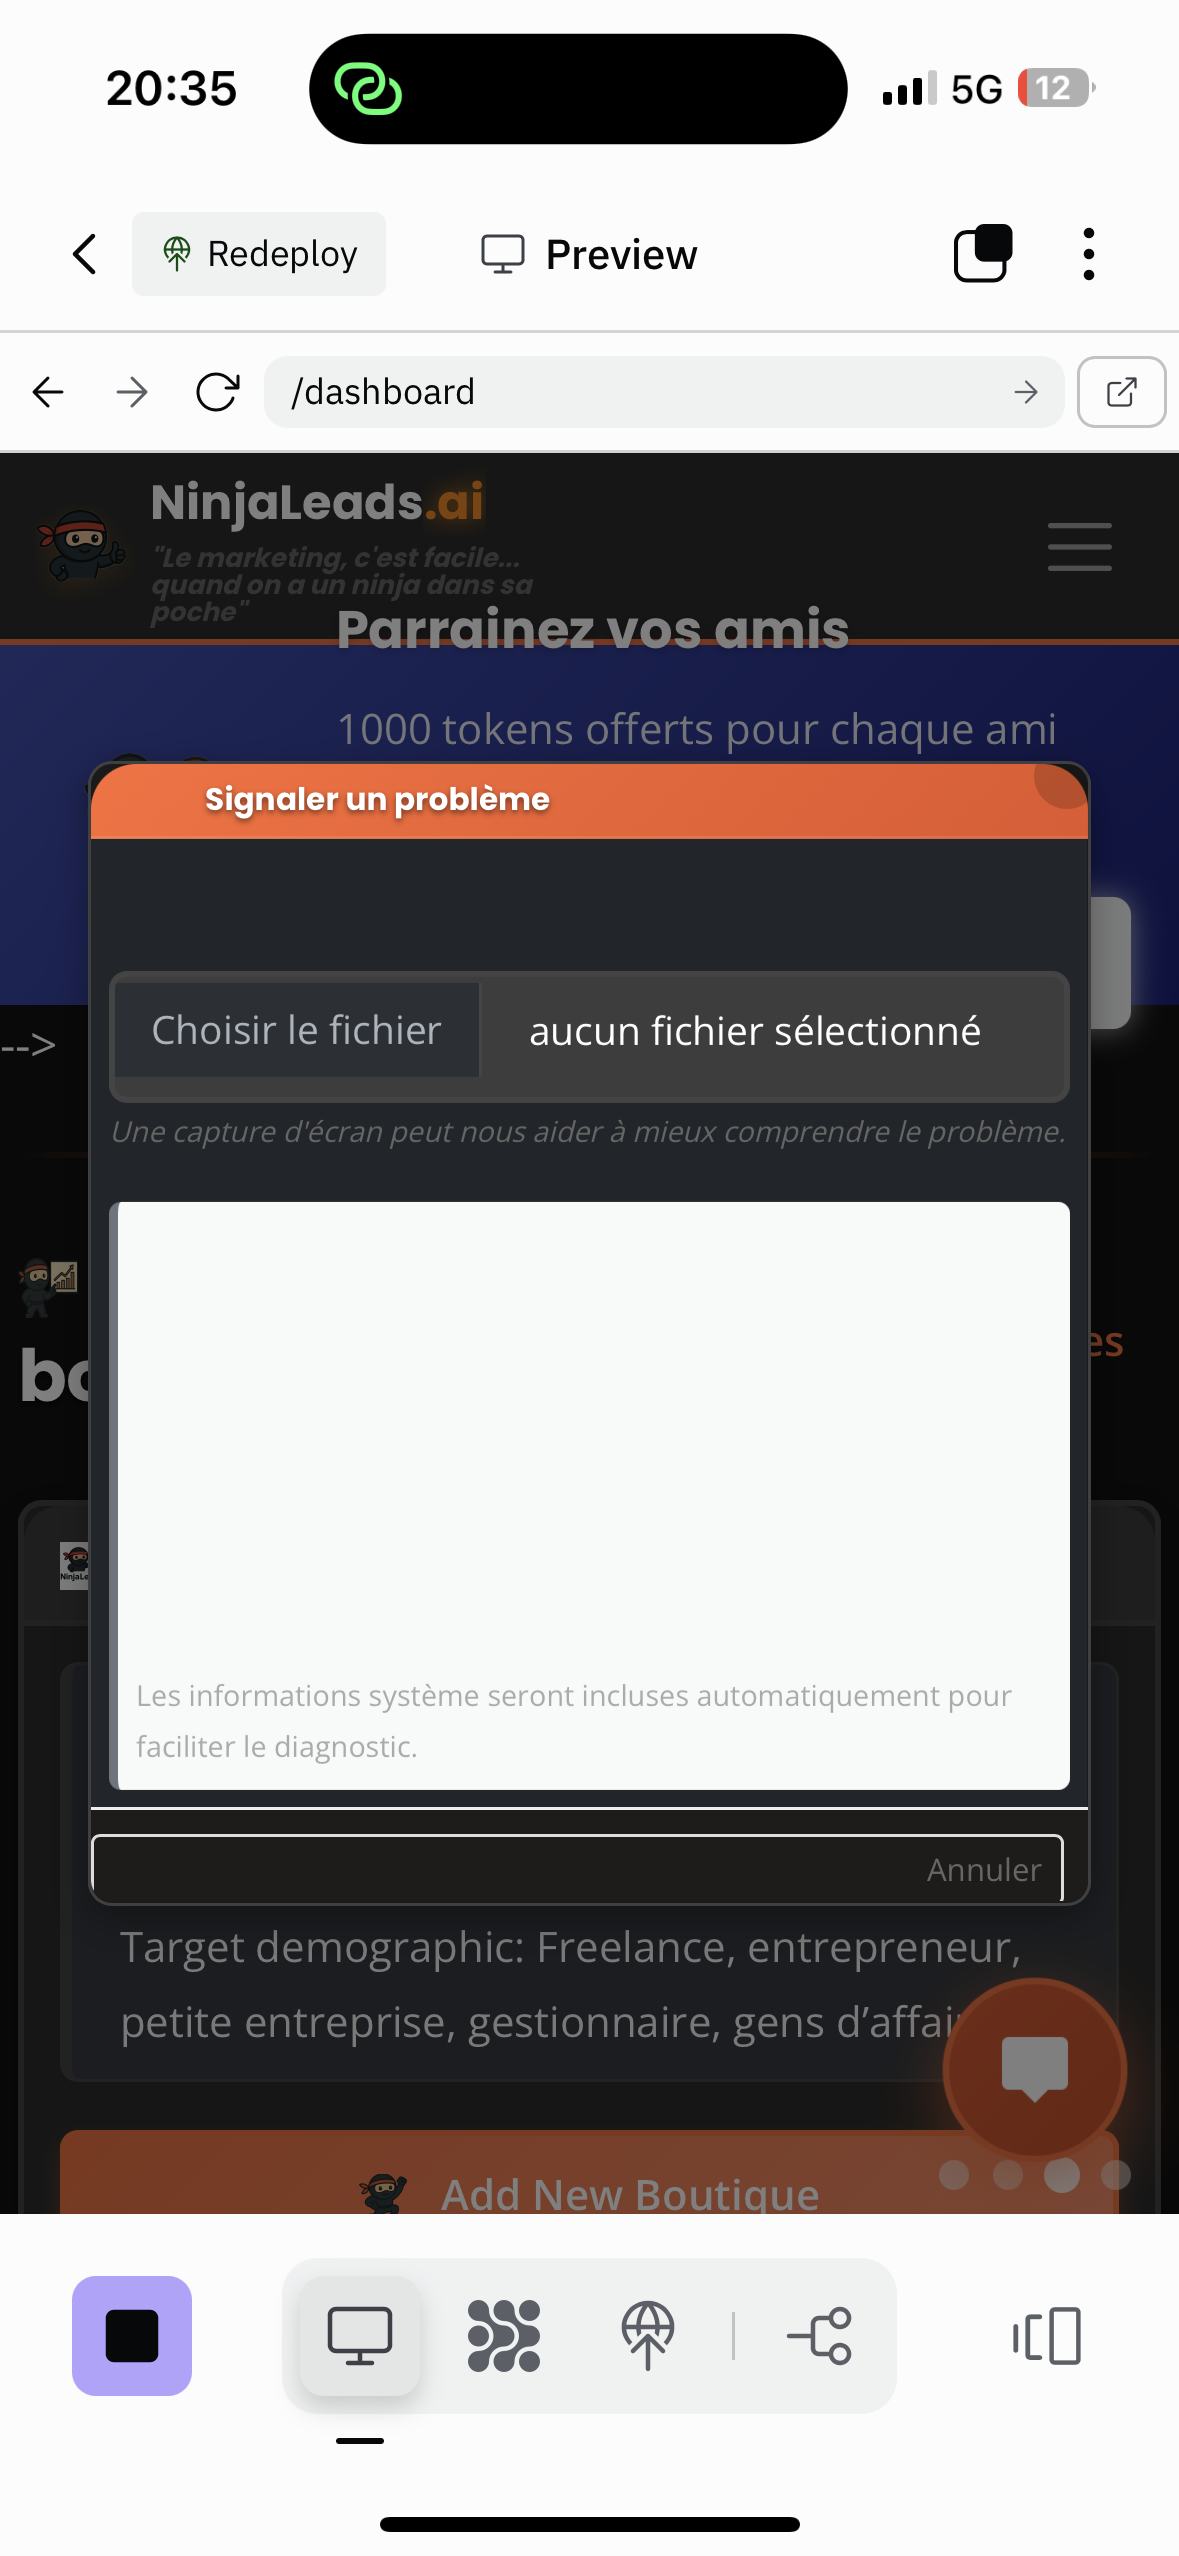 20:35
5G 12
Redeploy
Preview
/dashboard
NinjaLeads.ai
"Le marketing, c'est facile...
quand on a un ninja dans sa
poche"
Parrainez vos amis
1000 tokens offerts pour chaque ami
Signaler un problème
Choisir le fichier aucun fichier sélectionné
-->
Une capture d'écran peut nous aider à mieux comprendre le problème.
Les informations système seront incluses automatiquement pour
faciliter le diagnostic.
Annuler
Target demographic: Freelance, entrepreneur,
petite entreprise, gestionnaire, gens d’affai
Add New Boutique